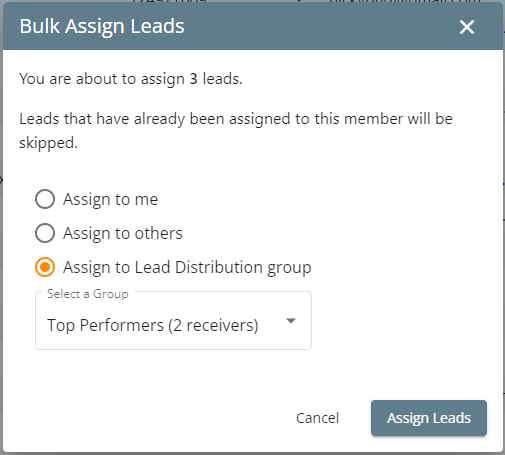 Bulk Assign Leads
You are about to assign 3 leads.
Leads that have already been assigned to this member will be
skipped.
Assign to me
Assign to others
Assign to Lead Distribution group
Select a Group
Top Performers (2 receivers)
Cancel
Assign Leads